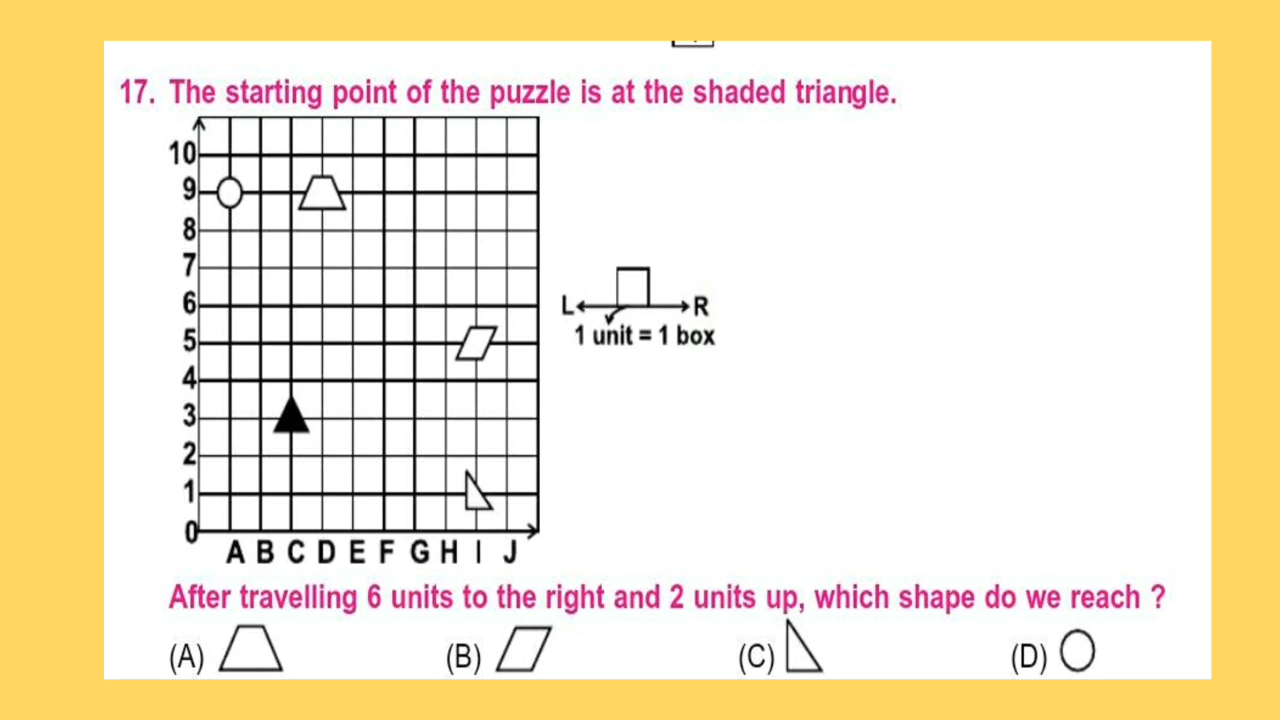 17. The starting point of the puzzle is at the shaded triangle.
10
9
8
7
6
5
4
3
2
1
0
A B C D E F G H I J
L R
1 unit = 1 box
After travelling 6 units to the right and 2 units up, which shape do we reach ?
(A) (B) (C) (D)